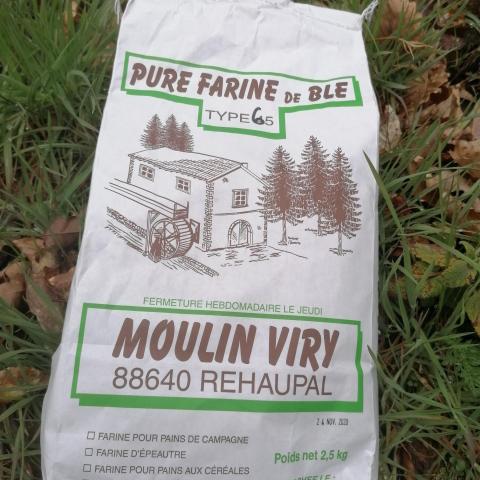 PURE FARINE DE BLE
TYPE 65
FERMETURE HEBDOMADAIRE LE JEUDI
MOULIN VIRY
88640 REHAUPAL
24 NOV. 2020
☐ FARINE POUR PAINS DE CAMPAGNE
☐ FARINE D'ÉPEAUTRE
☐ FARINE POUR PAINS AUX CÉRÉALES
Poids net 2,5 kg